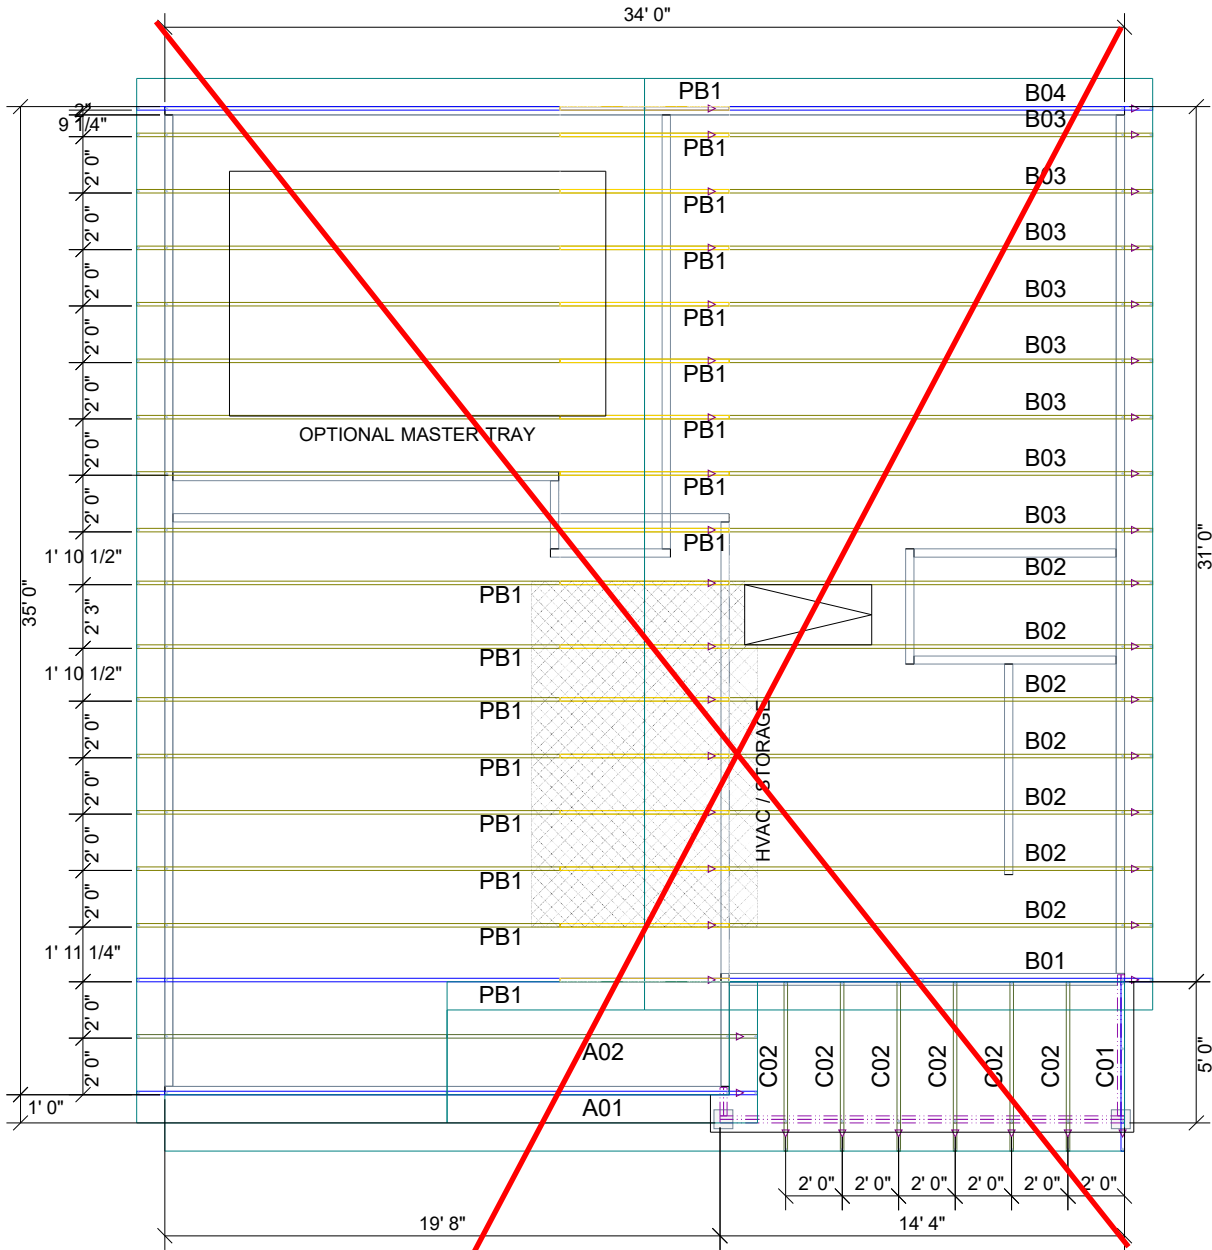 34' 0"
PB1 B04
2"
9 1/4" B03
PB1
2' 0" B03
PB1
2' 0" B03
PB1
2' 0" B03
PB1
2' 0" B03
PB1
2' 0" B03
PB1
OPTIONAL MASTER TRAY
2' 0" B03
PB1
2' 0" B03
PB1
1' 10 1/2" B02
PB1
35' 0"
31' 0"
2' 3" B02
PB1
1' 10 1/2" B02
PB1
HVAC / STORAGE
2' 0" B02
PB1
2' 0" B02
PB1
2' 0" B02
PB1
2' 0" B02
PB1
1' 11 1/4" B01
PB1
2' 0"
A02
2' 0"
C02 C02 C02 C02 C02 C02 C01
5' 0"
1' 0" A01
2' 0" 2' 0" 2' 0" 2' 0" 2' 0" 2' 0"
19' 8" 14' 4"